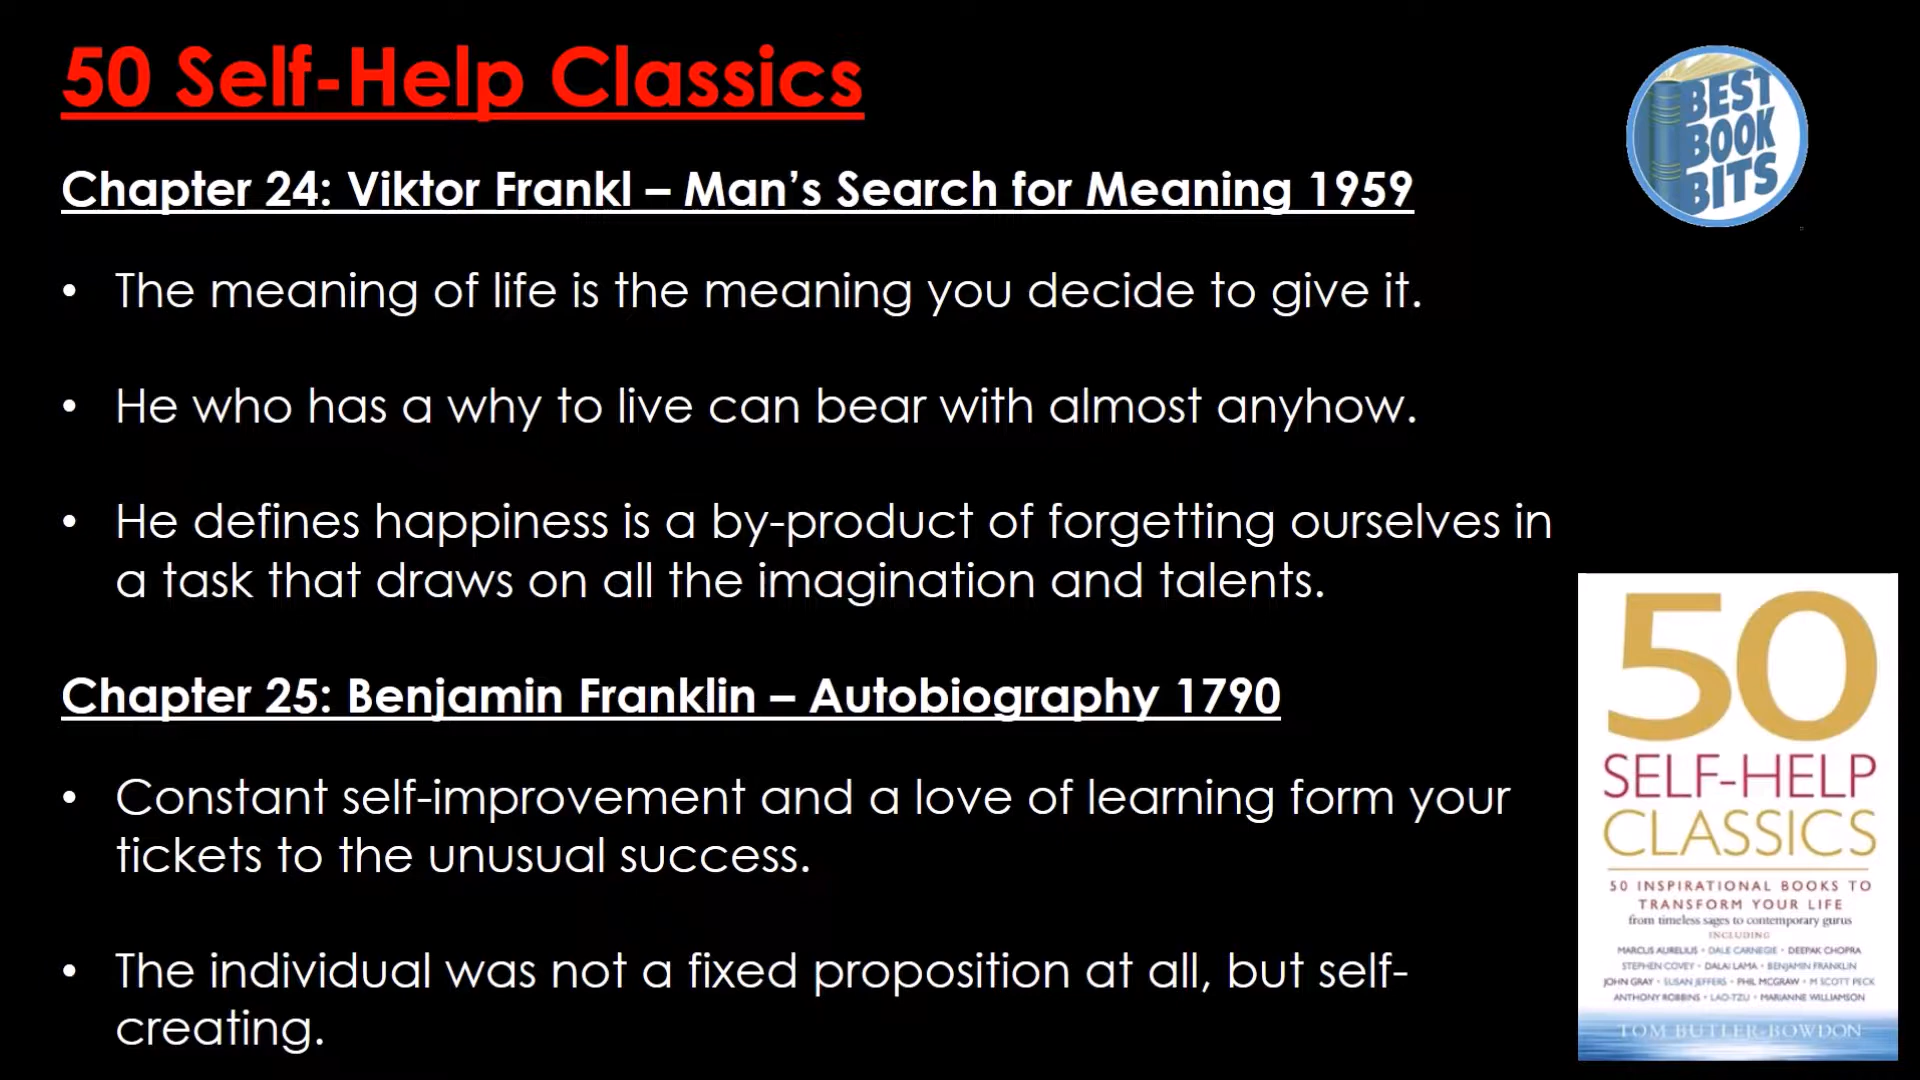 50 Self-Help Classics
BEST
BOOK
BITS
Chapter 24: Viktor Frankl – Man’s Search for Meaning 1959
• The meaning of life is the meaning you decide to give it.
• He who has a why to live can bear with almost anyhow.
• He defines happiness is a by-product of forgetting ourselves in
a task that draws on all the imagination and talents.
Chapter 25: Benjamin Franklin – Autobiography 1790
• Constant self-improvement and a love of learning form your
tickets to the unusual success.
• The individual was not a fixed proposition at all, but self-
creating.
50
SELF-HELP
CLASSICS
50 INSPIRATIONAL BOOKS TO
TRANSFORM YOUR LIFE
from timeless sages to contemporary gurus
INCLUDING
MARCUS AURELIUS • DALE CARNEGIE • DEEPAK CHOPRA
STEPHEN COVEY • DALAI LAMA • BENJAMIN FRANKLIN
JOHN GRAY • SUSAN JEFFERS • PHIL MCGRAW • M SCOTT PECK
ANTHONY ROBBINS • LAO-TZU • MARIANNE WILLIAMSON
TOM BUTLER-BOWDON